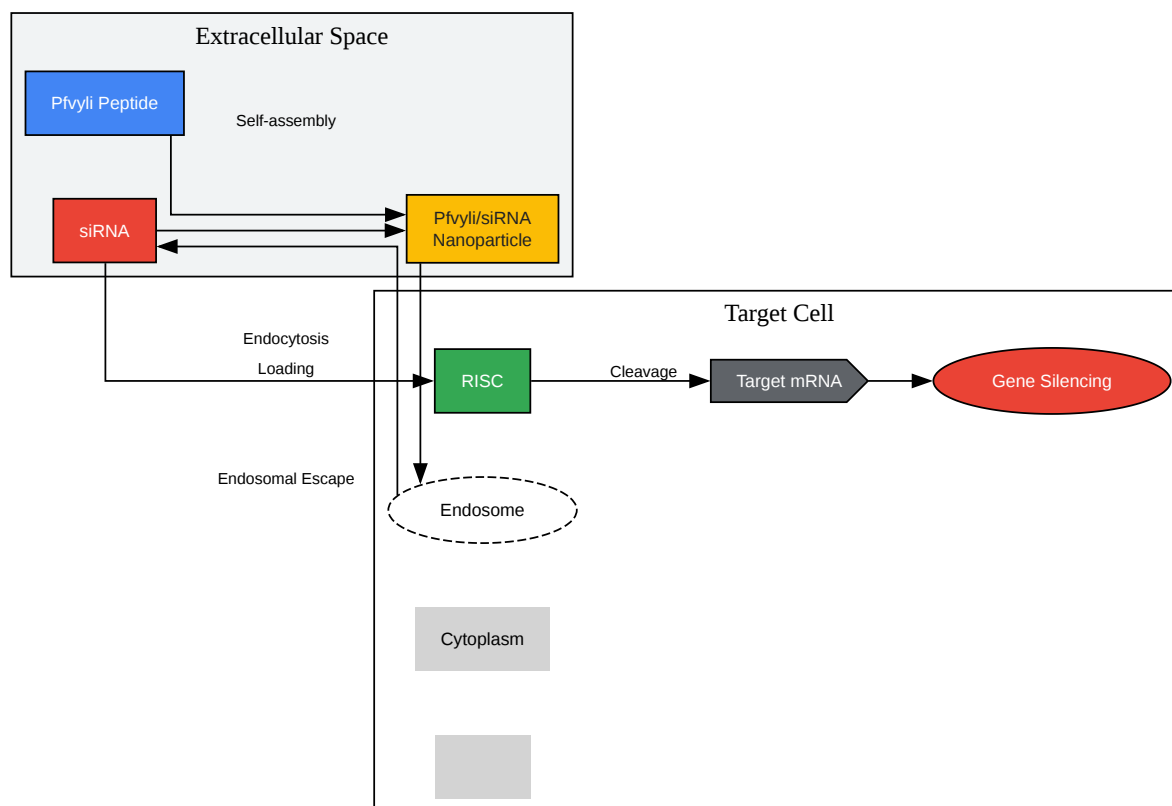 Extracellular Space
Pfvyli Peptide
Self-assembly
siRNA
Pfvyli/siRNA
Nanoparticle
Target Cell
Endocytosis
Loading
RISC
Cleavage
Target mRNA
Gene Silencing
Endosomal Escape
Endosome
Cytoplasm